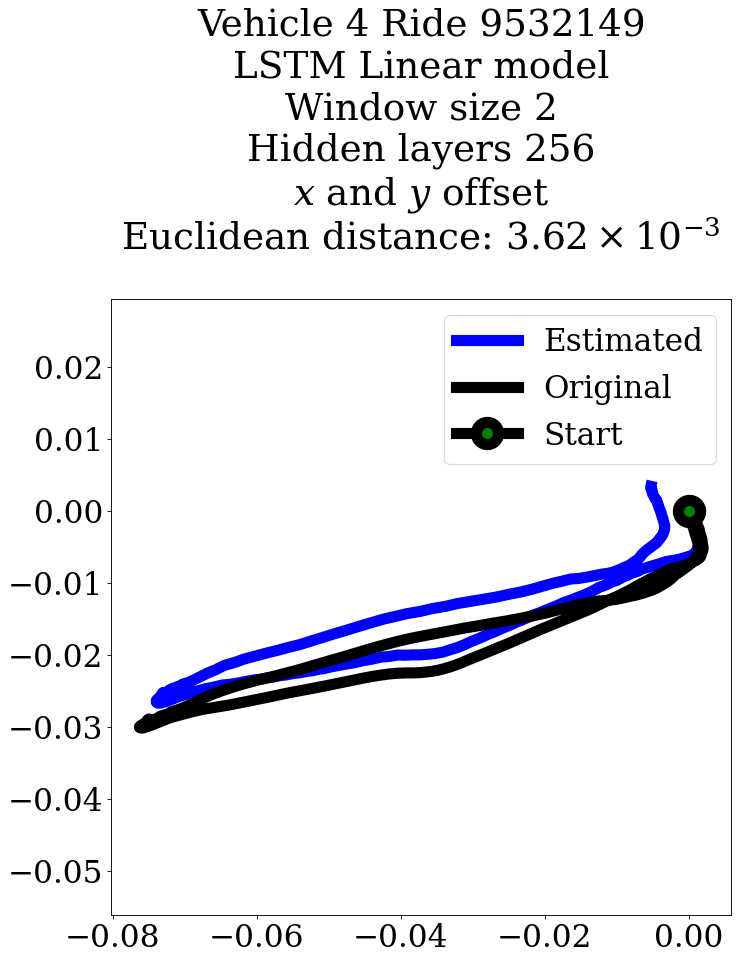 Vehicle 4 Ride 9532149
LSTM Linear model
Window size 2
Hidden layers 256
x and y offset
Euclidean distance: 3.62 × 10⁻³
Estimated
Original
Start
0.02
0.01
0.00
−0.01
−0.02
−0.03
−0.04
−0.05
−0.08 −0.06 −0.04 −0.02 0.00